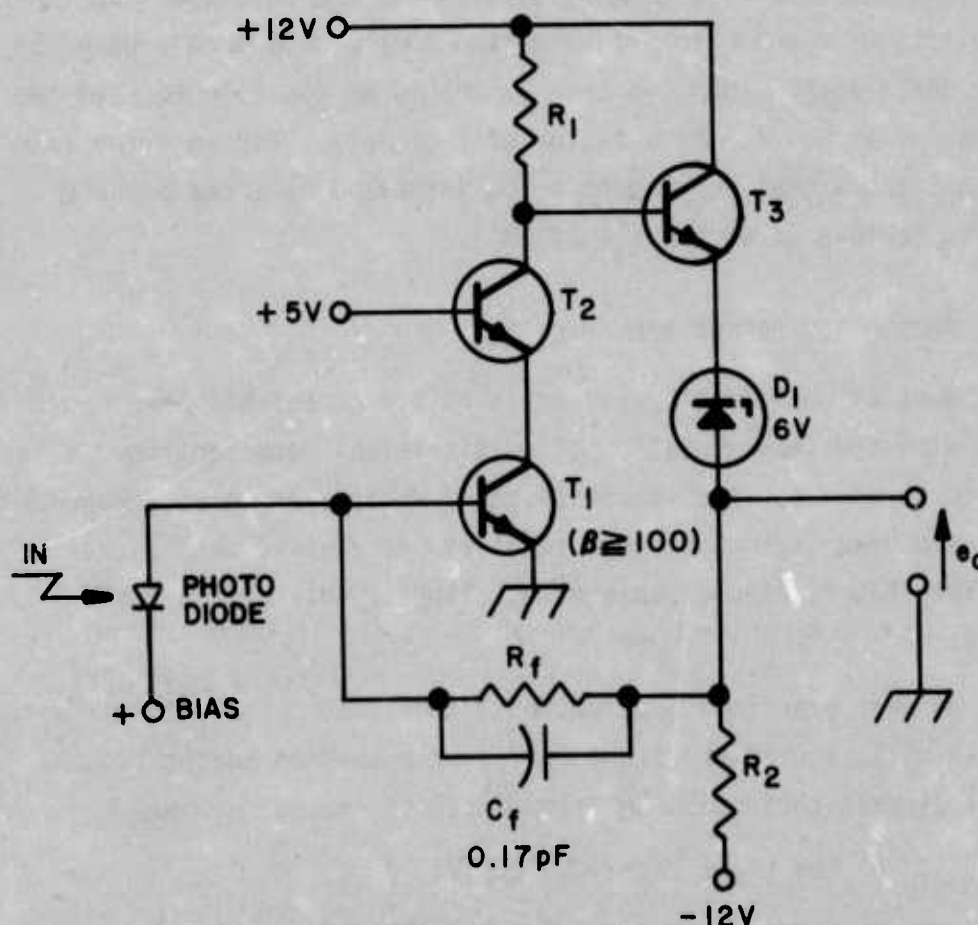 +12V
R1
T3
+5V
T2
D1
6V
T1
(β≧100)
eo
IN
PHOTO
DIODE
+ BIAS
Rf
R2
Cf
0.17pF
-12V